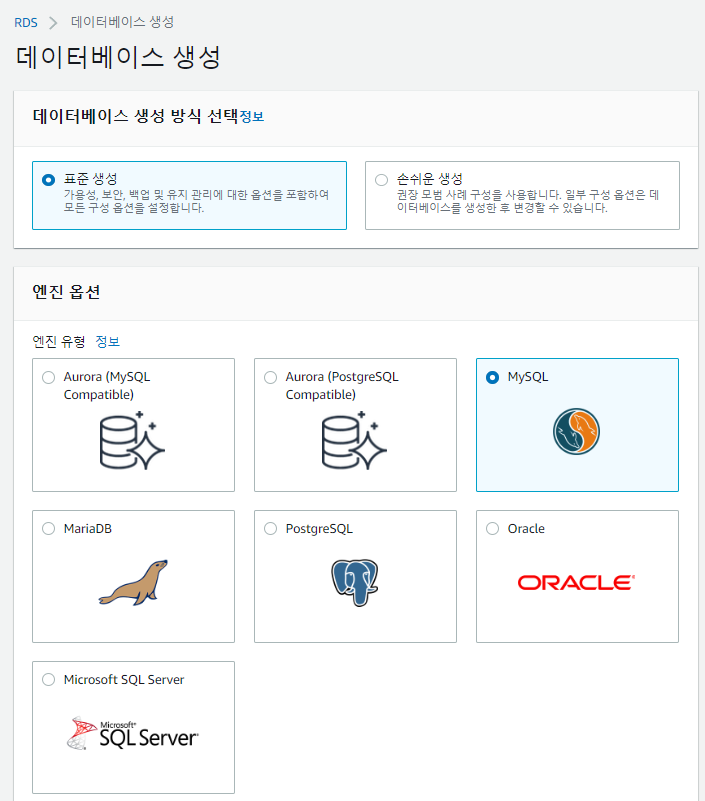 RDS > 데이터베이스 생성
데이터베이스 생성
데이터베이스 생성 방식 선택정보
표준 생성
가용성, 보안, 백업 및 유지 관리에 대한 옵션을 포함하여
모든 구성 옵션을 설정합니다.
손쉬운 생성
권장 모범 사례 구성을 사용합니다. 일부 구성 옵션은 데
이터베이스를 생성한 후 변경할 수 있습니다.
엔진 옵션
엔진 유형 정보
Aurora (MySQL
Compatible)
Aurora (PostgreSQL
Compatible)
MySQL
MariaDB
PostgreSQL
Oracle
ORACLE
Microsoft SQL Server
Microsoft
SQL Server